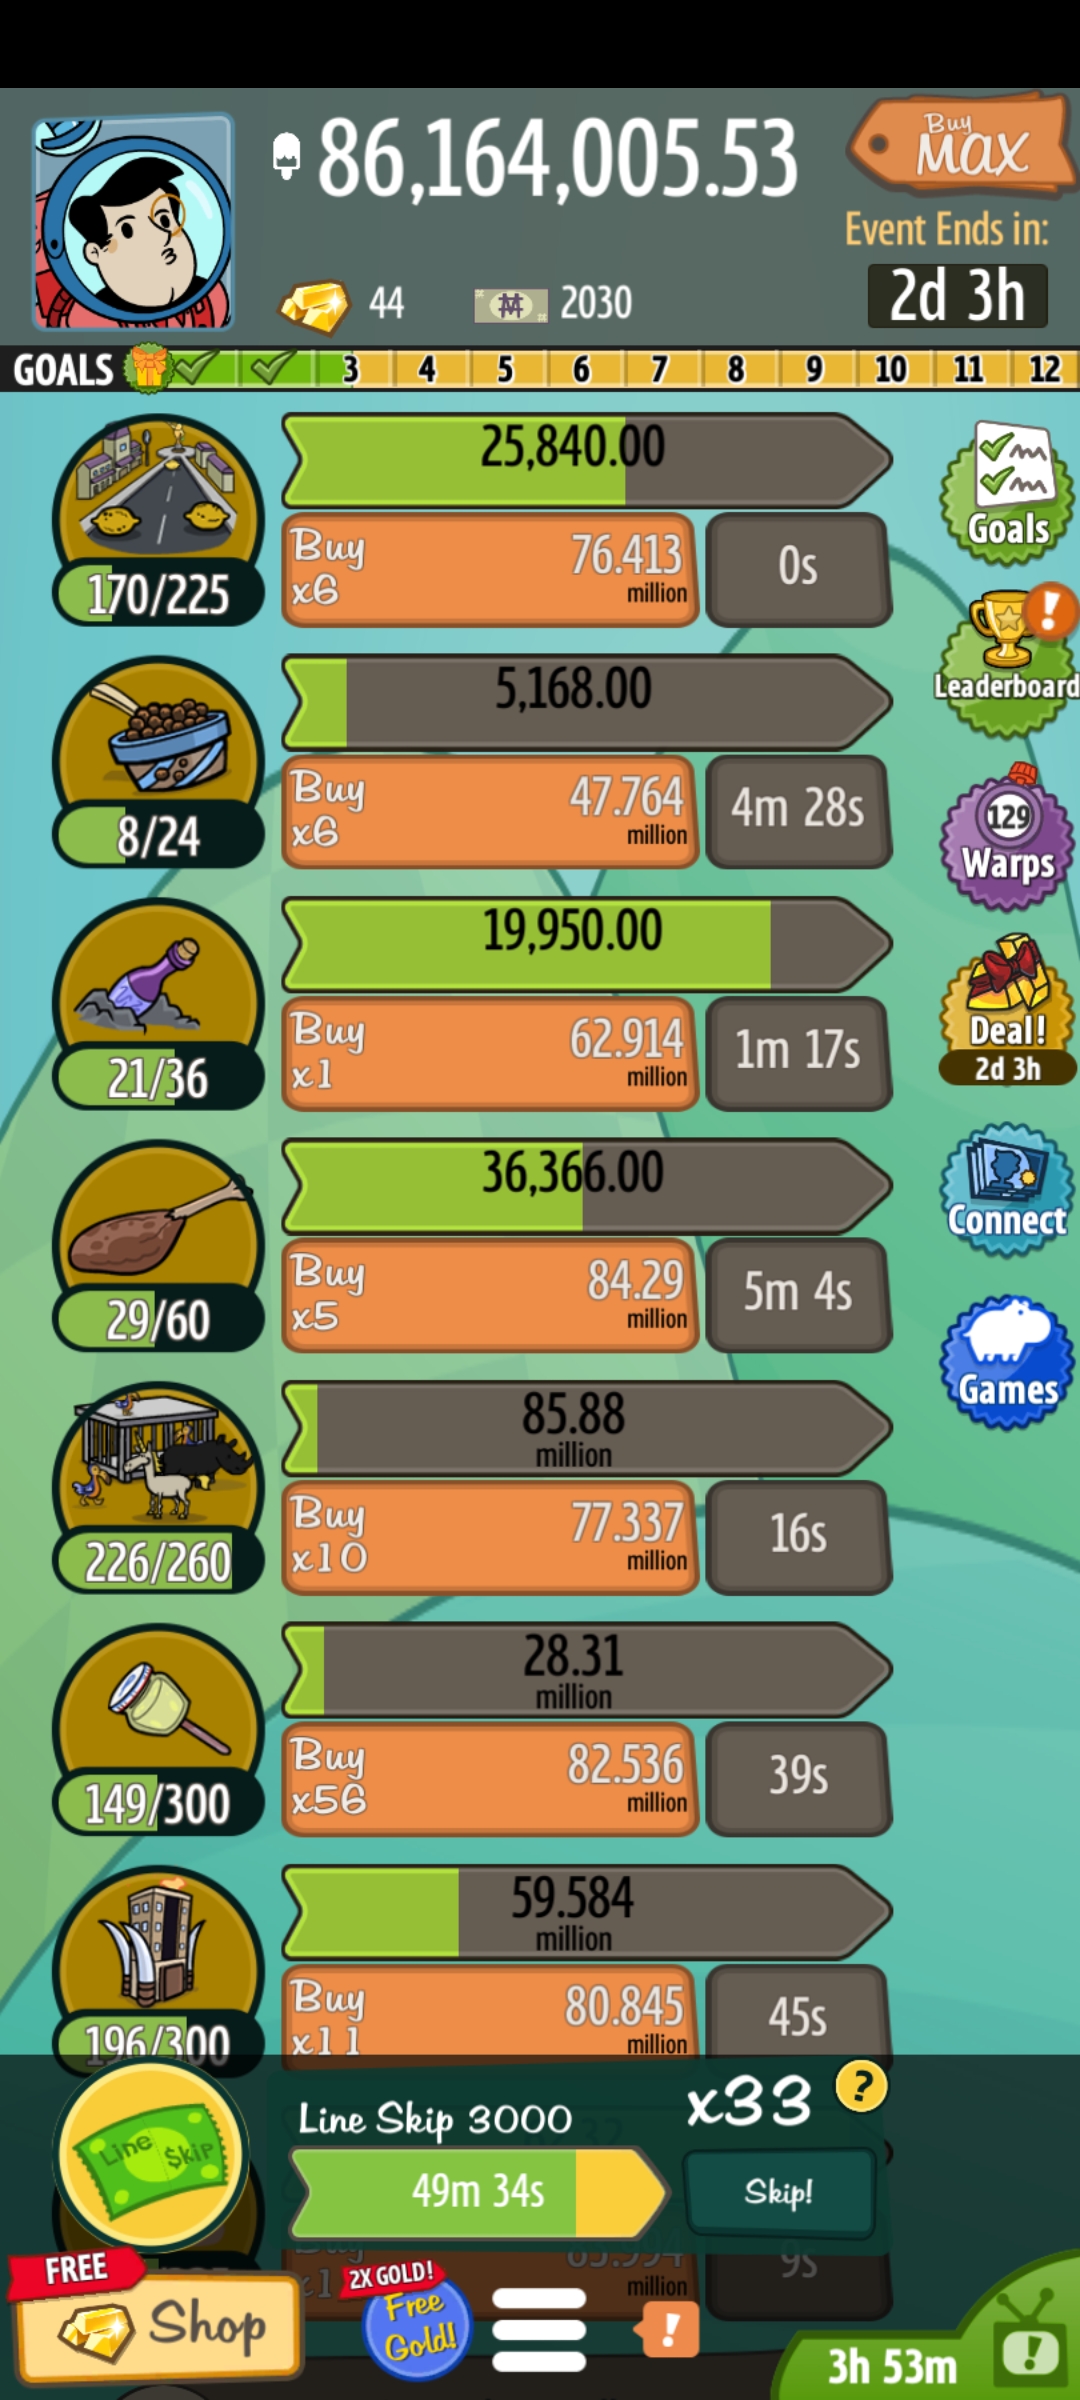 86,164,005.53
Buy
MAX
Event Ends in:
2d 3h
44
2030
GOALS 3 4 5 6 7 8 9 10 11 12
25,840.00
Buy
x6
76.413
million
0s
170/225
Goals
5,168.00
Buy
x6
47.764
million
4m 28s
8/24
Leaderboard
19,950.00
Buy
x1
62.914
million
1m 17s
21/36
129
Warps
36,366.00
Buy
x5
84.29
million
5m 4s
29/60
Deal!
2d 3h
85.88
million
Buy
x10
77.337
million
16s
226/260
Connect
28.31
million
Buy
x56
82.536
million
39s
149/300
Games
59.584
million
Buy
x11
80.845
million
45s
196/300
Line Skip
Line Skip 3000
x33
?
49m 34s
Skip!
Buy
million
9s
FREE
Shop
2X GOLD!
Free
Gold!
!
3h 53m